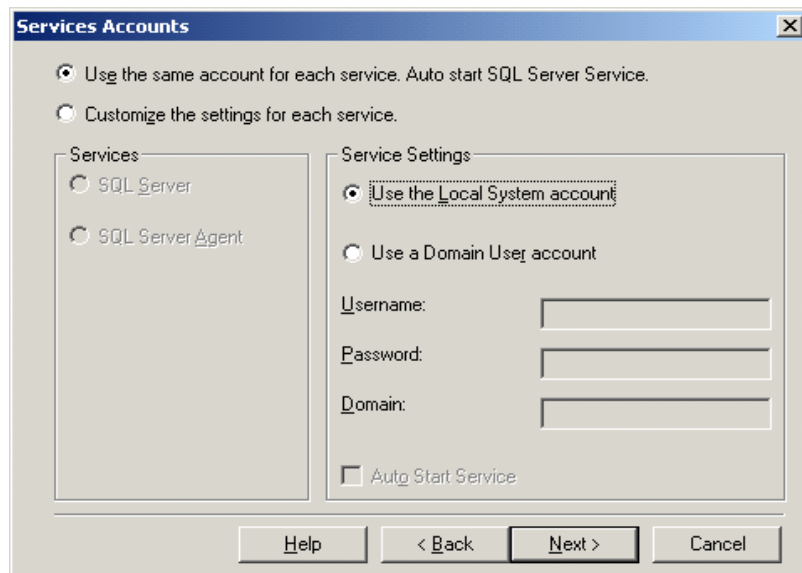 Services Accounts
Use the same account for each service. Auto start SQL Server Service.
Customize the settings for each service.
Services
SQL Server
SQL Server Agent
Service Settings
Use the Local System account
Use a Domain User account
Username:
Password:
Domain:
Auto Start Service
Help
< Back
Next >
Cancel